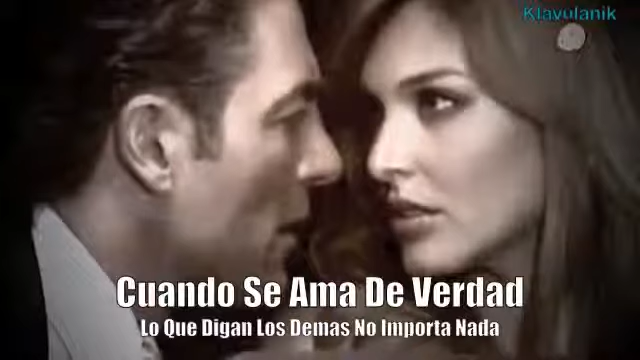 Klavulanik
Cuando Se Ama De Verdad
Lo Que Digan Los Demas No Importa Nada